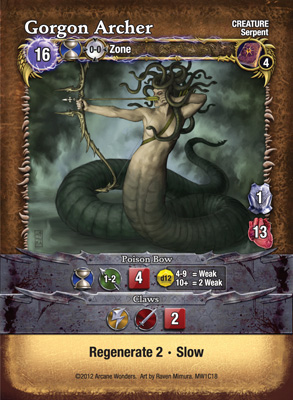 Gorgon Archer
CREATURE
Serpent
16
0-0 Zone
4
1
13
Poison Bow
1-2
4
d12
4-9 = Weak
10+ = 2 Weak
Claws
2
Regenerate 2 • Slow
©2012 Arcane Wonders. Art by Raven Mimura. MW1C18